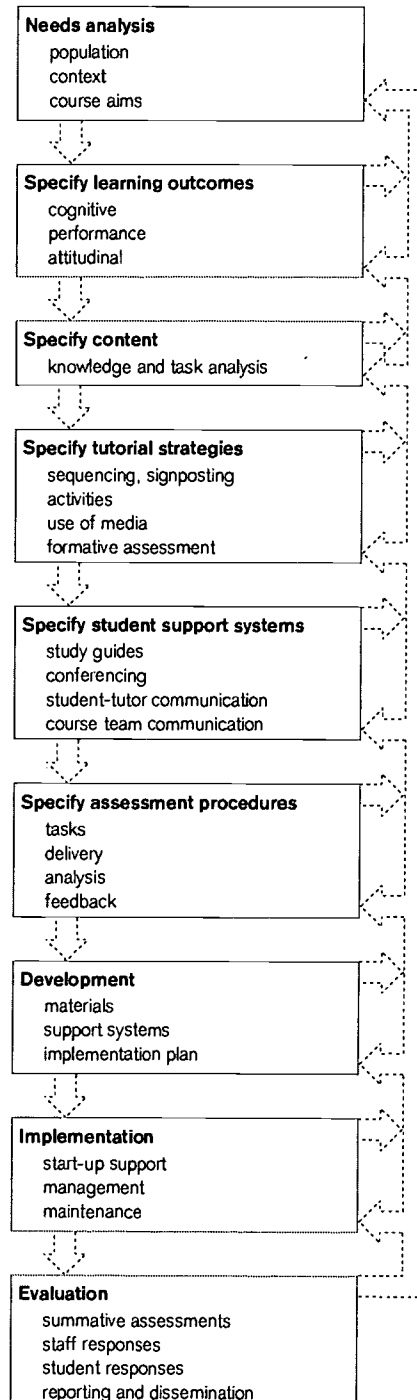 Needs analysis
population
context
course aims
Specify learning outcomes
cognitive
performance
attitudinal
Specify content
knowledge and task analysis
Specify tutorial strategies
sequencing, signposting
activities
use of media
formative assessment
Specify student support systems
study guides
conferencing
student-tutor communication
course team communication
Specify assessment procedures
tasks
delivery
analysis
feedback
Development
materials
support systems
implementation plan
Implementation
start-up support
management
maintenance
Evaluation
summative assessments
staff responses
student responses
reporting and dissemination